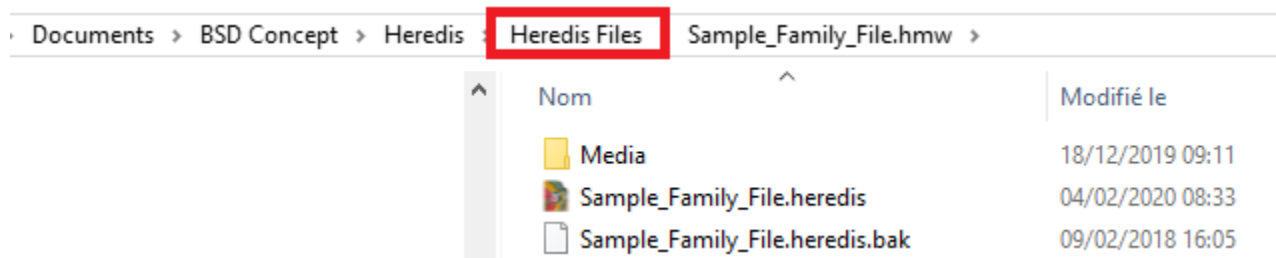 Documents > BSD Concept > Heredis > Heredis Files Sample_Family_File.hmw >
Nom Modifié le
Media 18/12/2019 09:11
Sample_Family_File.heredis 04/02/2020 08:33
Sample_Family_File.heredis.bak 09/02/2018 16:05